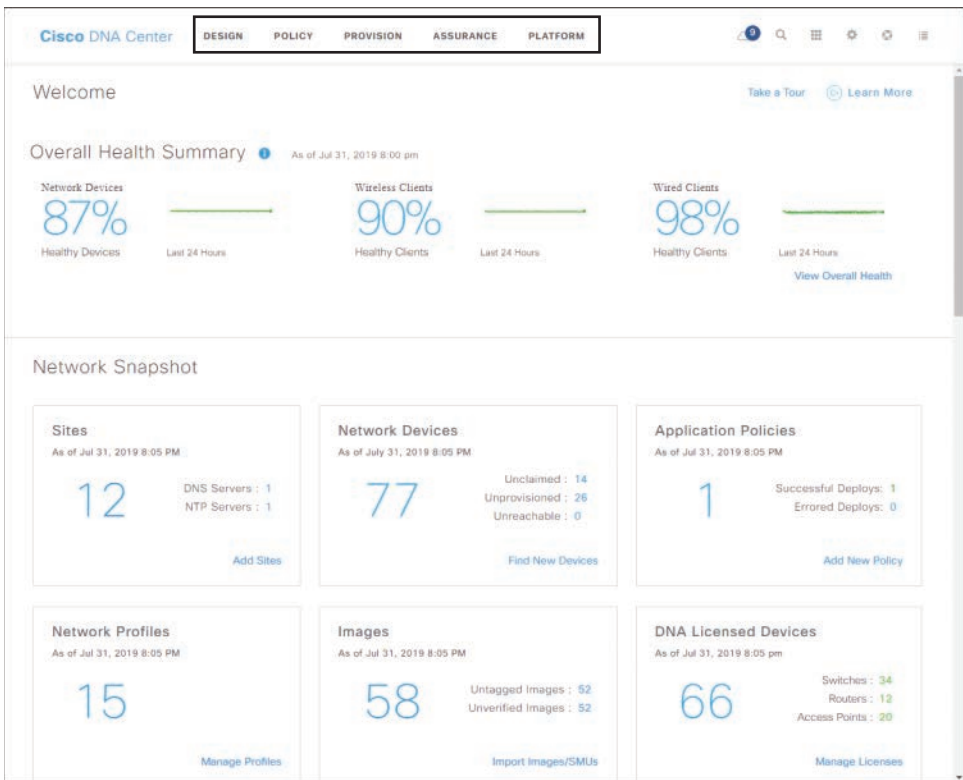 Cisco DNA Center DESIGN POLICY PROVISION ASSURANCE PLATFORM 9
Welcome Take a Tour Learn More
Overall Health Summary As of Jul 31, 2019 8:00 pm
Network Devices Wireless Clients Wired Clients
87% 90% 98%
Healthy Devices Last 24 Hours Healthy Clients Last 24 Hours Healthy Clients Last 24 Hours
View Overall Health
Network Snapshot
Sites
As of Jul 31, 2019 8:05 PM
12
DNS Servers : 1
NTP Servers : 1
Add Sites
Network Devices
As of July 31, 2019 8:05 PM
77
Unclaimed : 14
Unprovisioned : 26
Unreachable : 0
Find New Devices
Application Policies
As of Jul 31, 2019 8:05 PM
1
Successful Deploys: 1
Errored Deploys: 0
Add New Policy
Network Profiles
As of Jul 31, 2019 8:05 PM
15
Manage Profiles
Images
As of Jul 31, 2019 8:05 PM
58
Untagged Images : 52
Unverified Images : 52
Import Images/SMUs
DNA Licensed Devices
As of Jul 31, 2019 8:05 pm
66
Switches : 34
Routers : 12
Access Points : 20
Manage Licenses